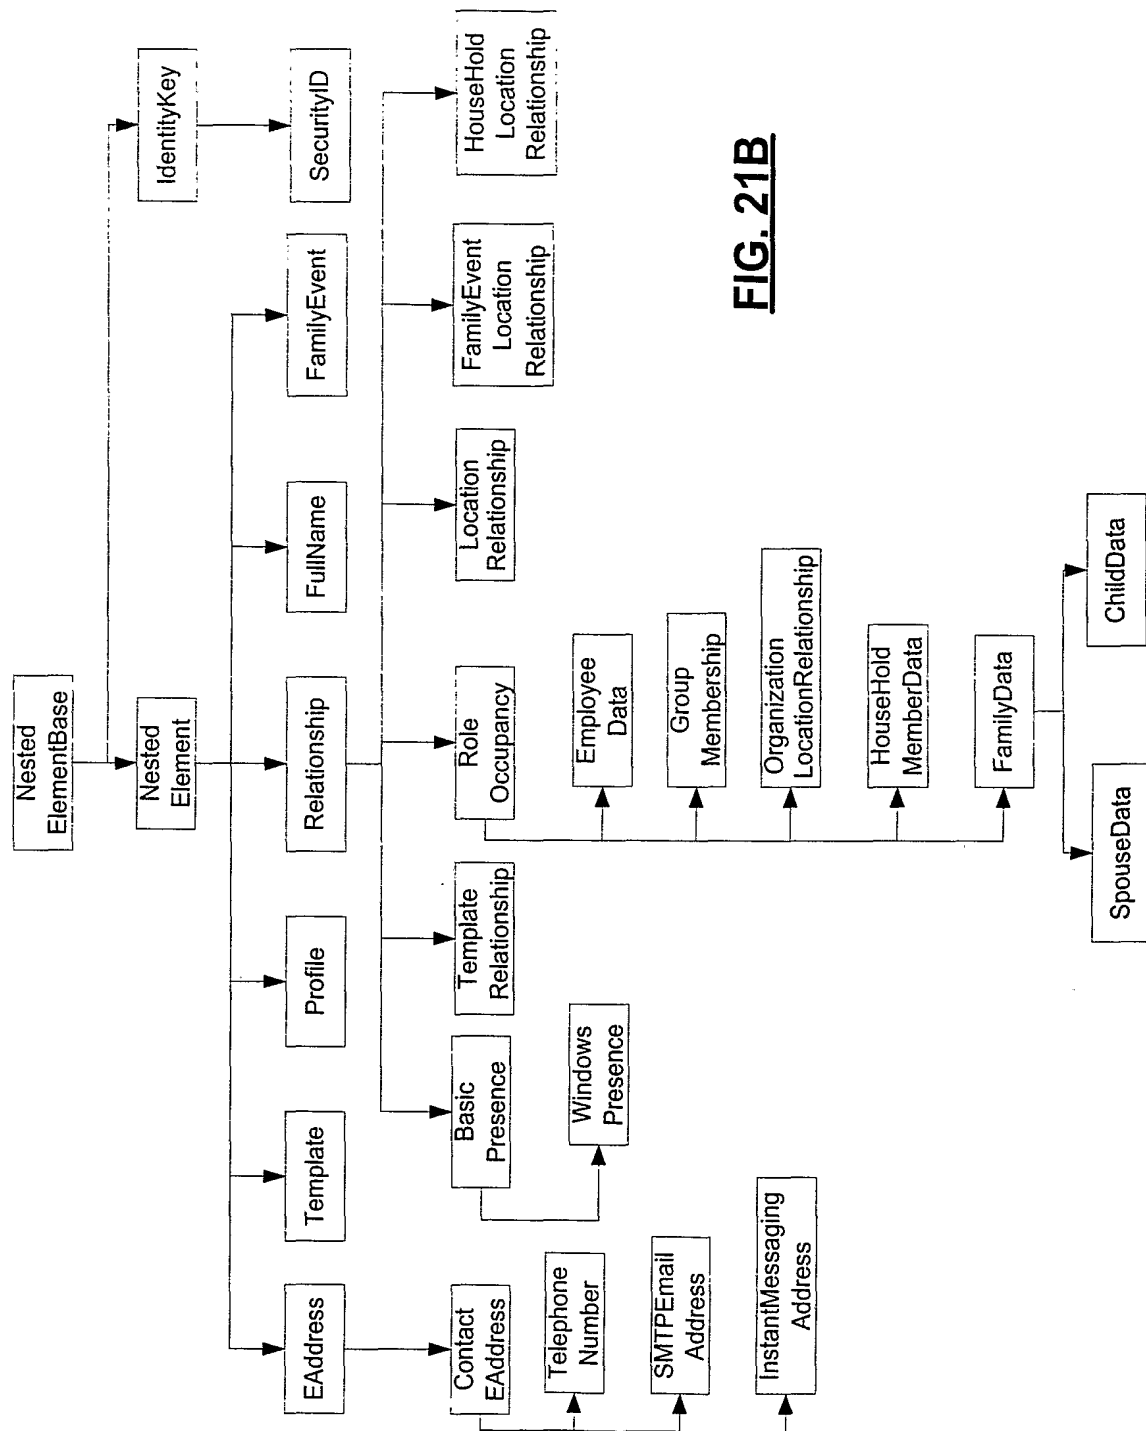 Nested
ElementBase
IdentityKey
Nested
Element
SecurityID
EAddress
Template
Profile
Relationship
FullName
FamilyEvent
Contact
EAddress
Basic
Presence
Template
Relationship
Role
Occupancy
Location
Relationship
FamilyEvent
Location
Relationship
HouseHold
Location
Relationship
Telephone
Number
SMTPEmail
Address
InstantMessaging
Address
Windows
Presence
Employee
Data
Group
Membership
Organization
LocationRelationship
HouseHold
MemberData
FamilyData
SpouseData
ChildData
FIG. 21B